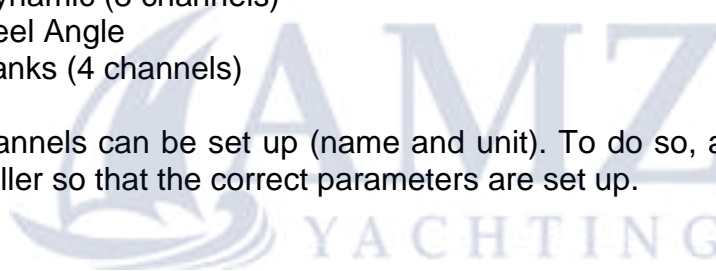 ynamic (8 channels)
eel Angle
anks (4 channels)
annels can be set up (name and unit). To do so, a
ller so that the correct parameters are set up.
AMZ
YACHTING